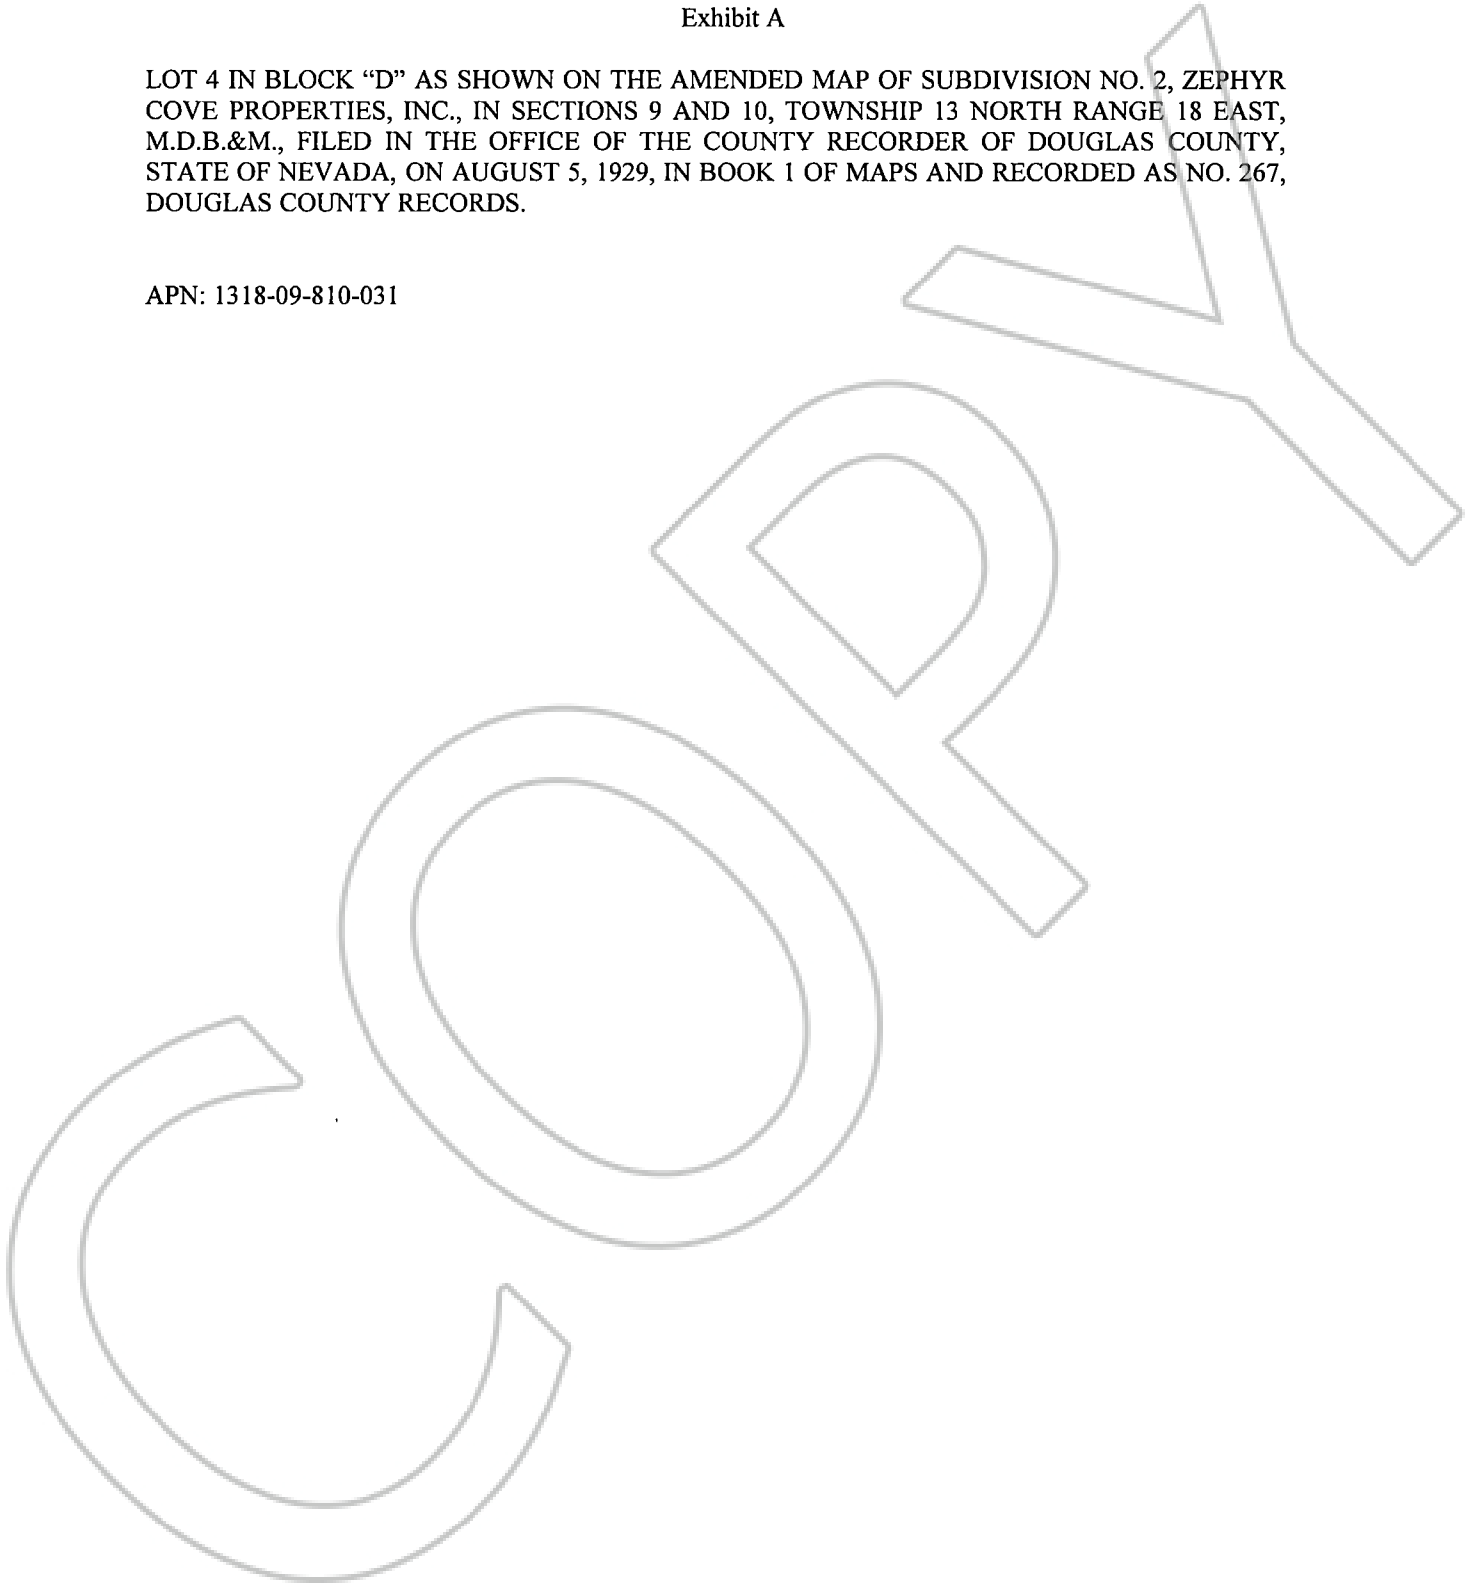 Exhibit A
LOT 4 IN BLOCK “D” AS SHOWN ON THE AMENDED MAP OF SUBDIVISION NO. 2, ZEPHYR
COVE PROPERTIES, INC., IN SECTIONS 9 AND 10, TOWNSHIP 13 NORTH RANGE 18 EAST,
M.D.B.&M., FILED IN THE OFFICE OF THE COUNTY RECORDER OF DOUGLAS COUNTY,
STATE OF NEVADA, ON AUGUST 5, 1929, IN BOOK 1 OF MAPS AND RECORDED AS NO. 267,
DOUGLAS COUNTY RECORDS.
APN: 1318-09-810-031
COPY